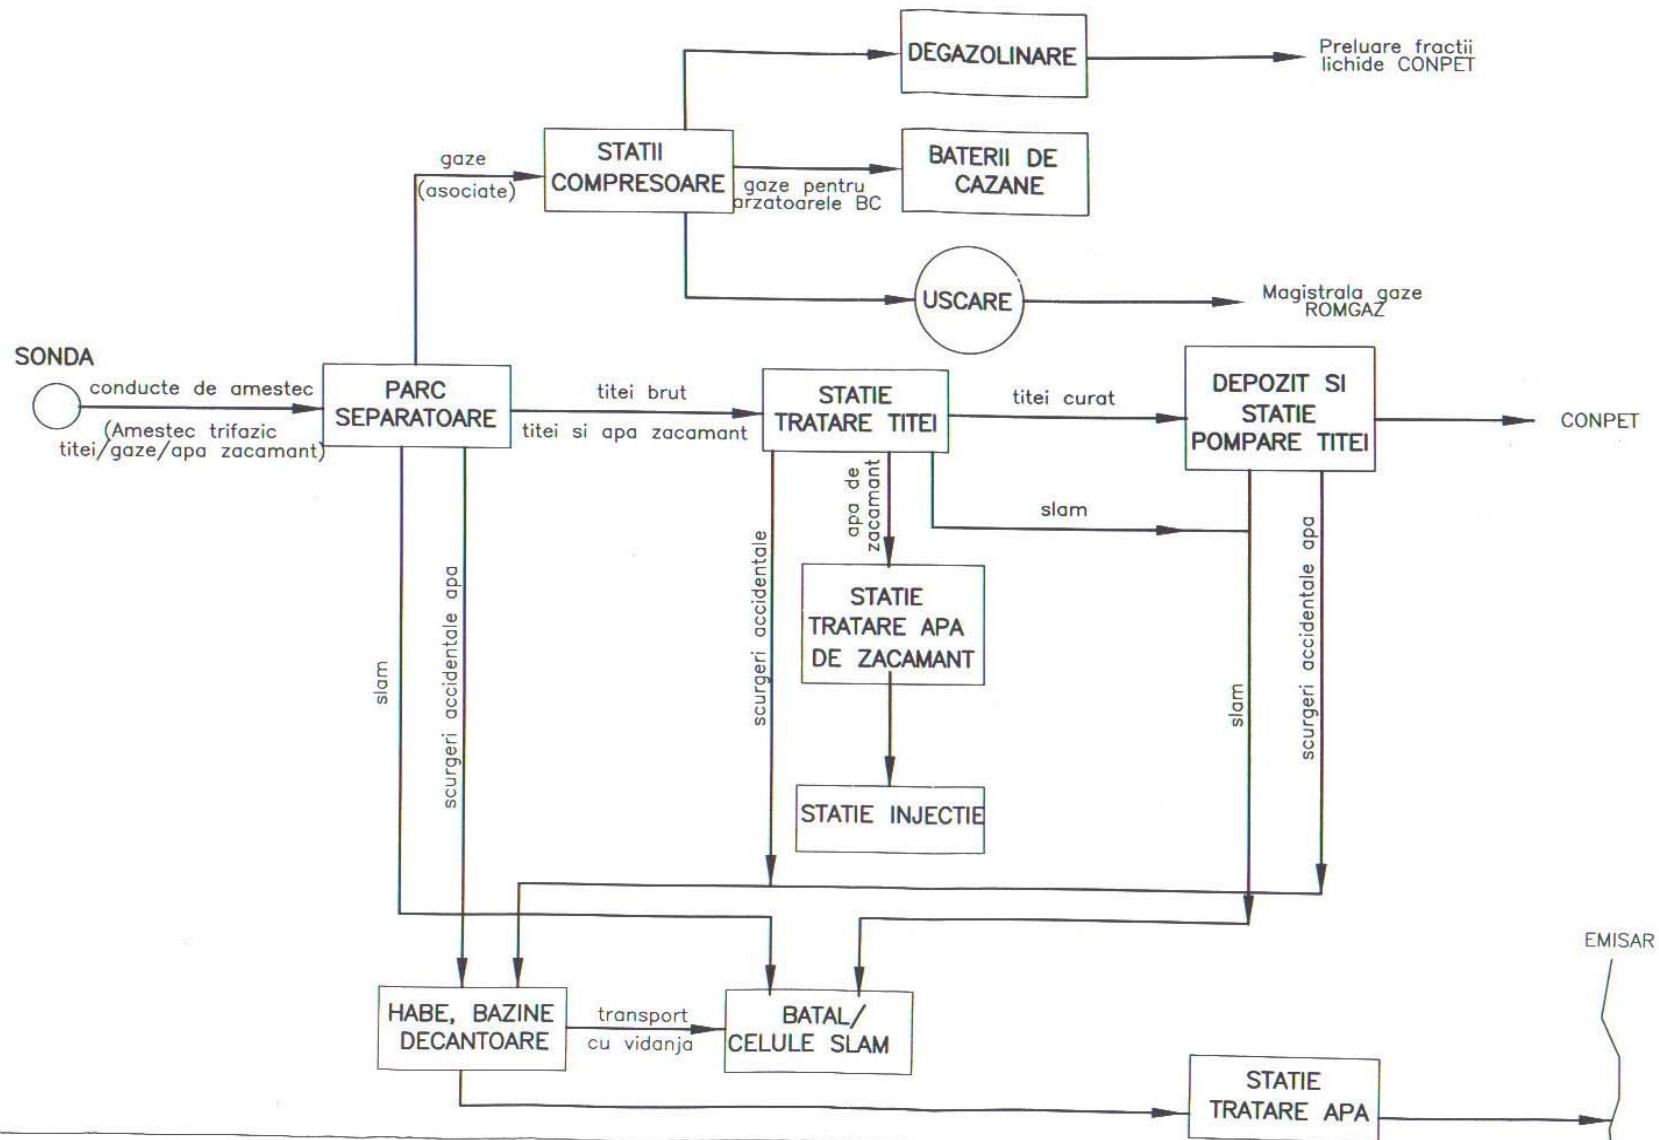 DEGAZOLINARE
Preluare fractii
lichide CONPET
gaze
(asociate)
STATII
COMPRESOARE
gaze pentru
arzatoarele BC
BATERII DE
CAZANE
USCARE
Magistrala gaze
ROMGAZ
SONDA
conducte de amestec
(Amestec trifazic
titei/gaze/apa zacamant)
PARC
SEPARATOARE
titei brut
titei si apa zacamant
STATIE
TRATARE TITEI
titei curat
DEPOZIT SI
STATIE
POMPARE TITEI
CONPET
slam
scurgeri accidentale apa
scurgeri accidentale
apa de
zacamant
slam
slam
scurgeri accidentale apa
STATIE
TRATARE APA
DE ZACAMANT
STATIE INJECTIE
HABE, BAZINE
DECANTOARE
transport
cu vidanja
BATAL/
CELULE SLAM
STATIE
TRATARE APA
EMISAR